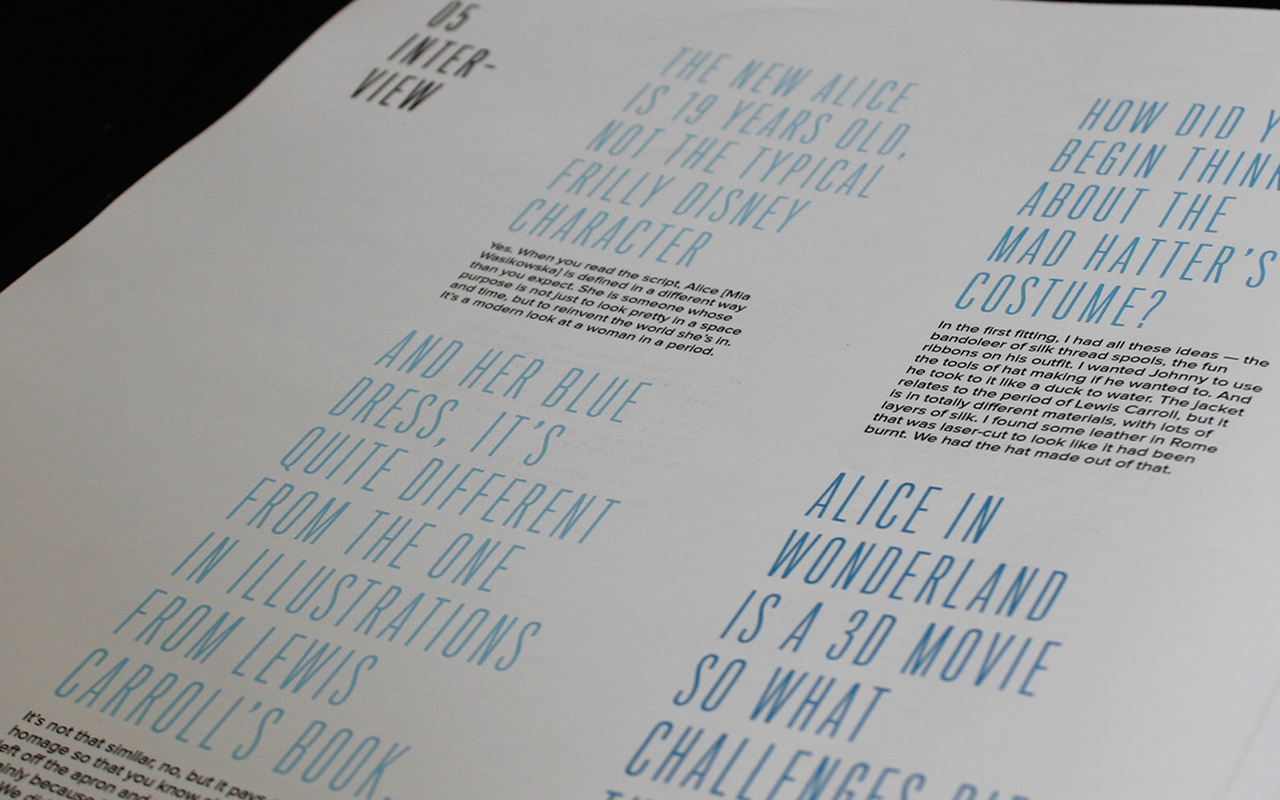 05
INTER-
VIEW
THE NEW ALICE
IS 19 YEARS OLD,
NOT THE TYPICAL
FRILLY DISNEY
CHARACTER
Yes. When you read the script, Alice [Mia
Wasikowska] is defined in a different way
than you expect. She is someone whose
purpose is not just to look pretty in a space
and time, but to reinvent the world she's in.
It's a modern look at a woman in a period.
AND HER BLUE
DRESS, IT'S
QUITE DIFFERENT
FROM THE ONE
IN ILLUSTRATIONS
FROM LEWIS
CARROLL'S BOOK.
It's not that similar, no, but it pays
homage so that you know
left off the apron and
because
We
HOW DID
BEGIN THINK
ABOUT THE
MAD HATTER'S
COSTUME?
In the first fitting, I had all these ideas — the
bandoleer of silk thread spools, the fun
ribbons on his outfit. I wanted Johnny to use
the tools of hat making if he wanted to. And
he took to it like a duck to water. The jacket
relates to the period of Lewis Carroll, but it
is in totally different materials, with lots of
layers of silk. I found some leather in Rome
that was laser-cut to look like it had been
burnt. We had the hat made out of that.
ALICE IN
WONDERLAND
IS A 3D MOVIE
SO WHAT
CHALLENGES DID